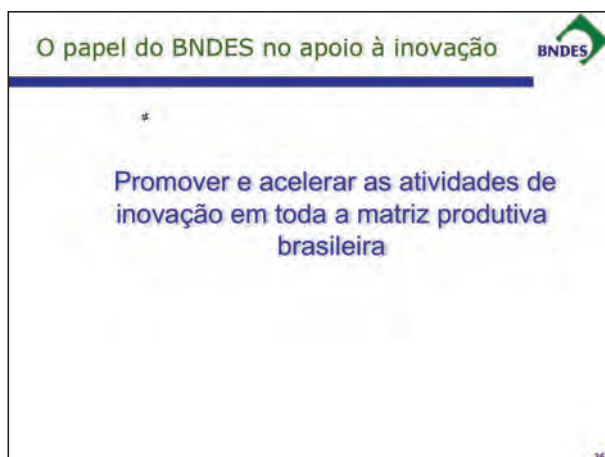 O papel do BNDES no apoio à inovação
BNDES
#
Promover e acelerar as atividades de
inovação em toda a matriz produtiva
brasileira